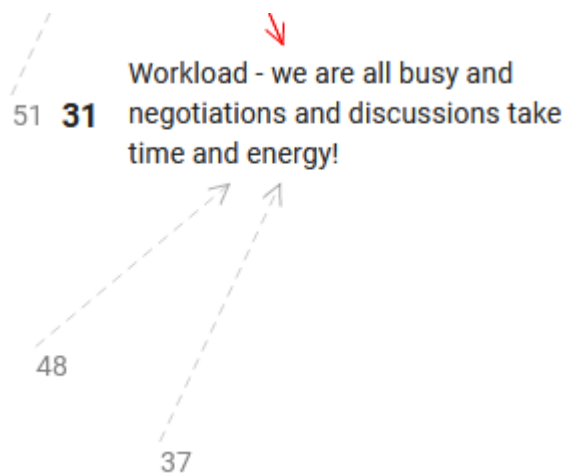 Workload - we are all busy and
51 31 negotiations and discussions take
time and energy!
48
37